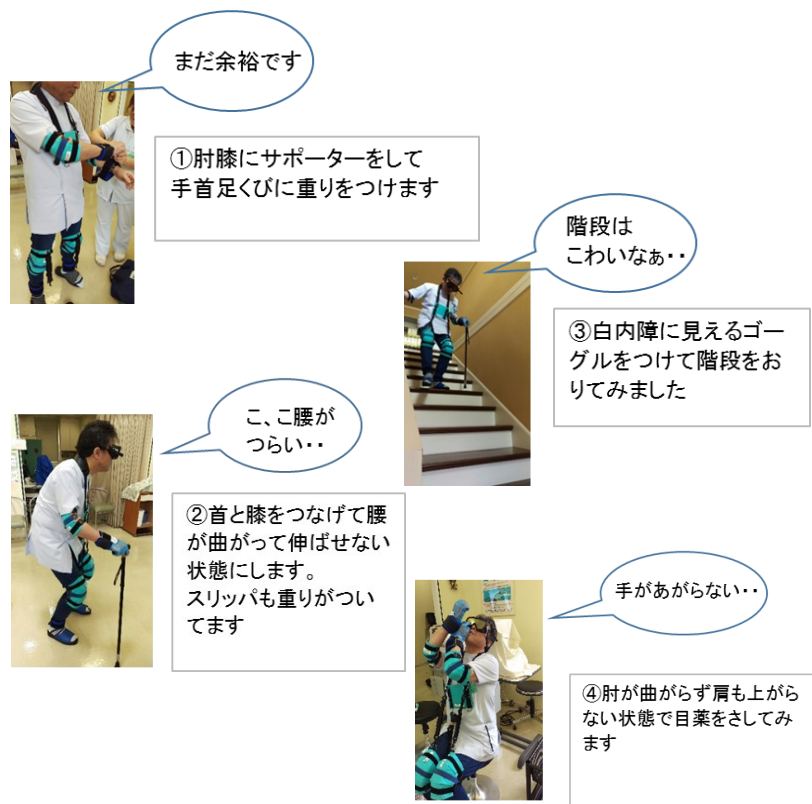 まだ余裕です
①肘膝にサポーターをして
手首足くびに重りをつけます
こ、こ腰が
つらい・・
②首と膝をつなげて腰
が曲がって伸ばせない
状態にします。
スリッパも重りがつい
てます
階段は
こわいなぁ・・
③白内障に見えるゴー
グルをつけて階段をお
りてみました
手があがらない・・
④肘が曲がらず肩も上がら
ない状態で目薬をさしてみ
ます